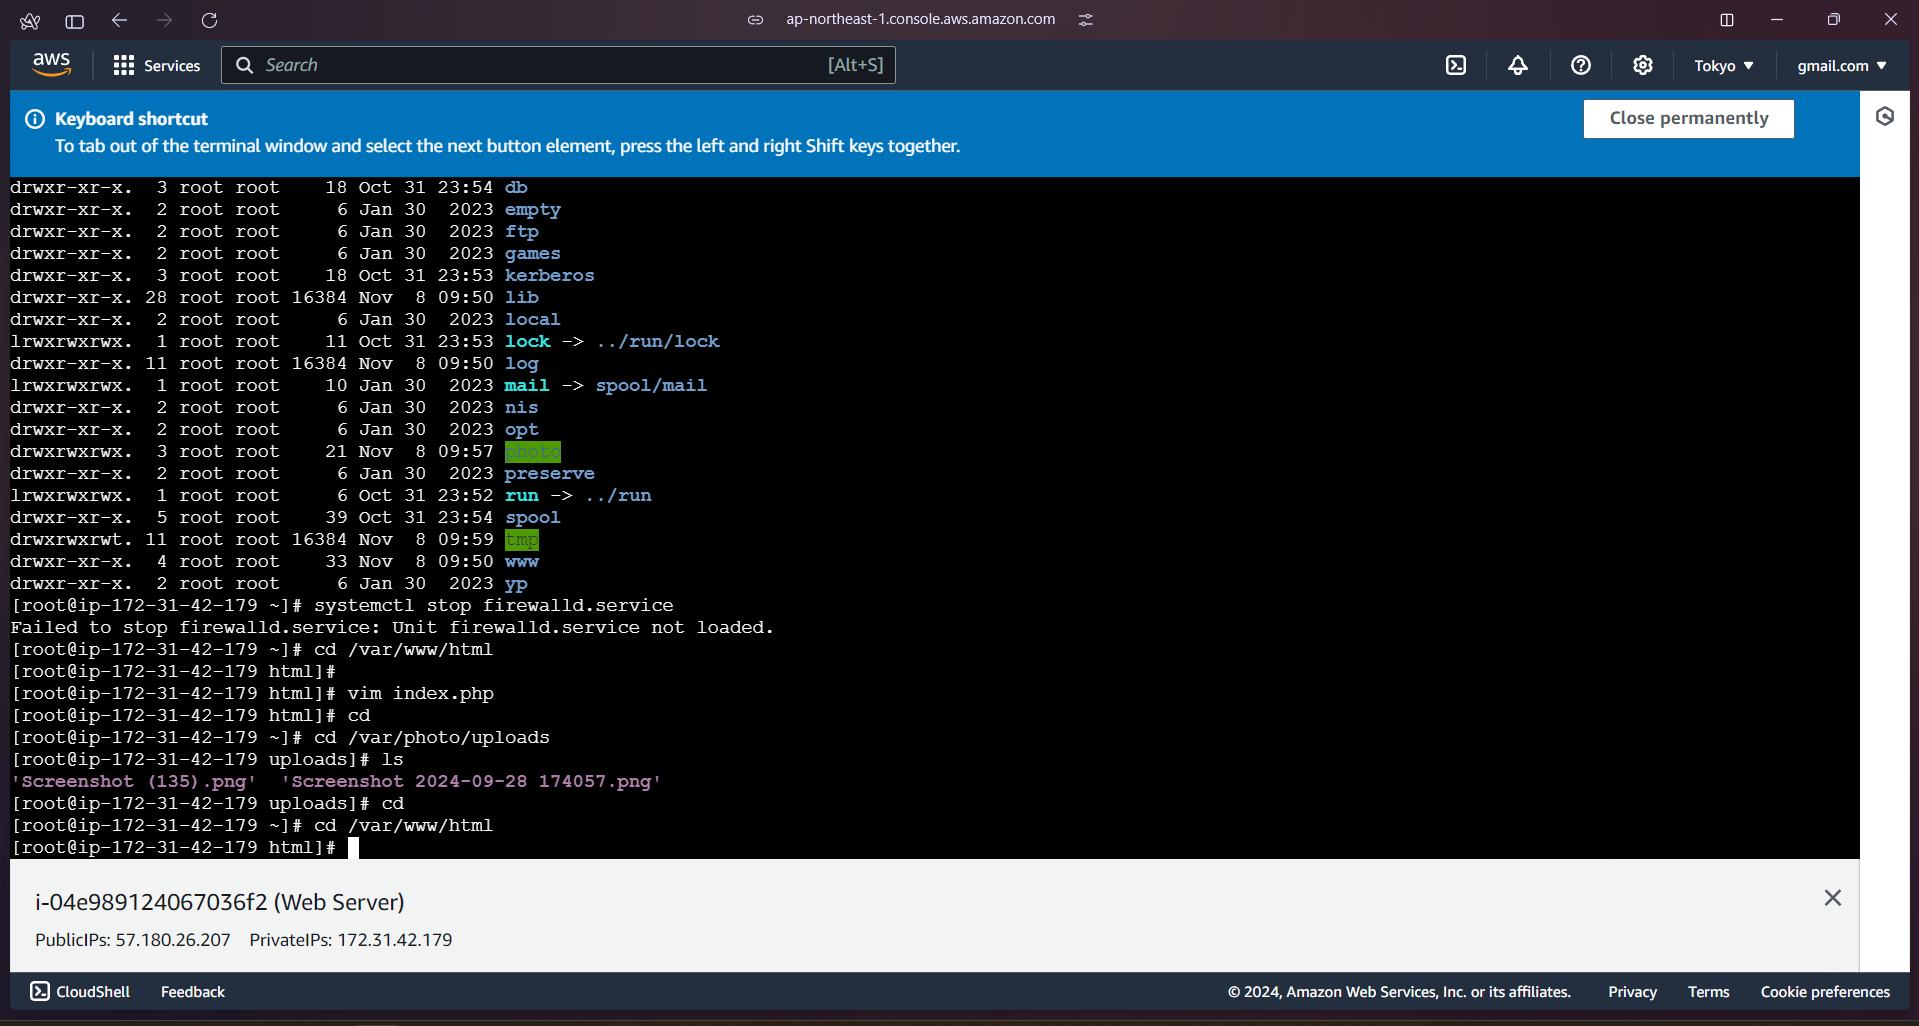 ap-northeast-1.console.aws.amazon.com
aws
Services
Search
[Alt+S]
Tokyo
gmail.com
Keyboard shortcut
To tab out of the terminal window and select the next button element, press the left and right Shift keys together.
Close permanently
drwxr-xr-x.  3 root root    18 Oct 31 23:54 db
drwxr-xr-x.  2 root root     6 Jan 30  2023 empty
drwxr-xr-x.  2 root root     6 Jan 30  2023 ftp
drwxr-xr-x.  2 root root     6 Jan 30  2023 games
drwxr-xr-x.  3 root root    18 Oct 31 23:53 kerberos
drwxr-xr-x. 28 root root 16384 Nov  8 09:50 lib
drwxr-xr-x.  2 root root     6 Jan 30  2023 local
lrwxrwxrwx.  1 root root    11 Oct 31 23:53 lock -> ../run/lock
drwxr-xr-x. 11 root root 16384 Nov  8 09:50 log
lrwxrwxrwx.  1 root root    10 Jan 30  2023 mail -> spool/mail
drwxr-xr-x.  2 root root     6 Jan 30  2023 nis
drwxr-xr-x.  2 root root     6 Jan 30  2023 opt
drwxrwxrwx.  3 root root    21 Nov  8 09:57 photo
drwxr-xr-x.  2 root root     6 Jan 30  2023 preserve
lrwxrwxrwx.  1 root root     6 Oct 31 23:52 run -> ../run
drwxr-xr-x.  5 root root    39 Oct 31 23:54 spool
drwxrwxrwt. 11 root root 16384 Nov  8 09:59 tmp
drwxr-xr-x.  4 root root    33 Nov  8 09:50 www
drwxr-xr-x.  2 root root     6 Jan 30  2023 yp
[root@ip-172-31-42-179 ~]# systemctl stop firewalld.service
Failed to stop firewalld.service: Unit firewalld.service not loaded.
[root@ip-172-31-42-179 ~]# cd /var/www/html
[root@ip-172-31-42-179 html]#
[root@ip-172-31-42-179 html]# vim index.php
[root@ip-172-31-42-179 html]# cd
[root@ip-172-31-42-179 ~]# cd /var/photo/uploads
[root@ip-172-31-42-179 uploads]# ls
'Screenshot (135).png'  'Screenshot 2024-09-28 174057.png'
[root@ip-172-31-42-179 uploads]# cd
[root@ip-172-31-42-179 ~]# cd /var/www/html
[root@ip-172-31-42-179 html]#
i-04e989124067036f2 (Web Server)
PublicIPs: 57.180.26.207  PrivateIPs: 172.31.42.179
CloudShell
Feedback
© 2024, Amazon Web Services, Inc. or its affiliates.
Privacy
Terms
Cookie preferences